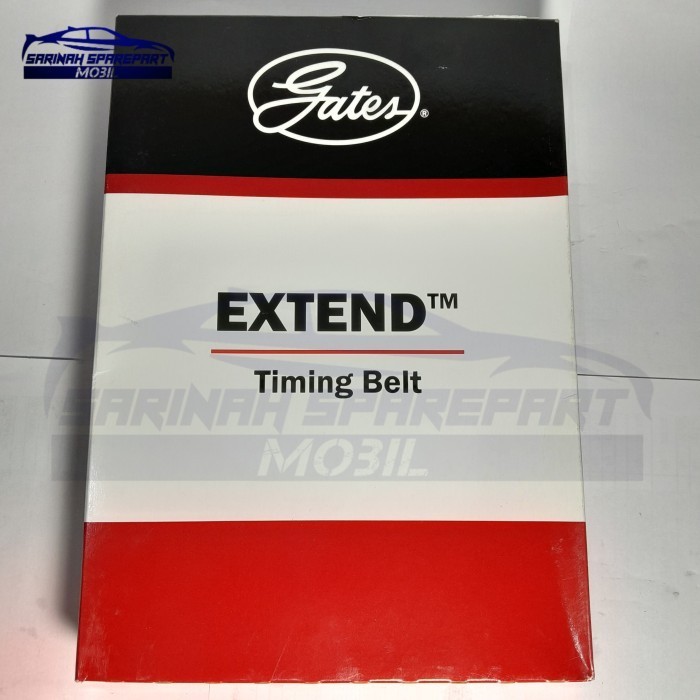 SARINAH SPAREPART
MOBIL
Gates®
EXTEND™
Timing Belt
SARINAH SPAREPART
MOBIL